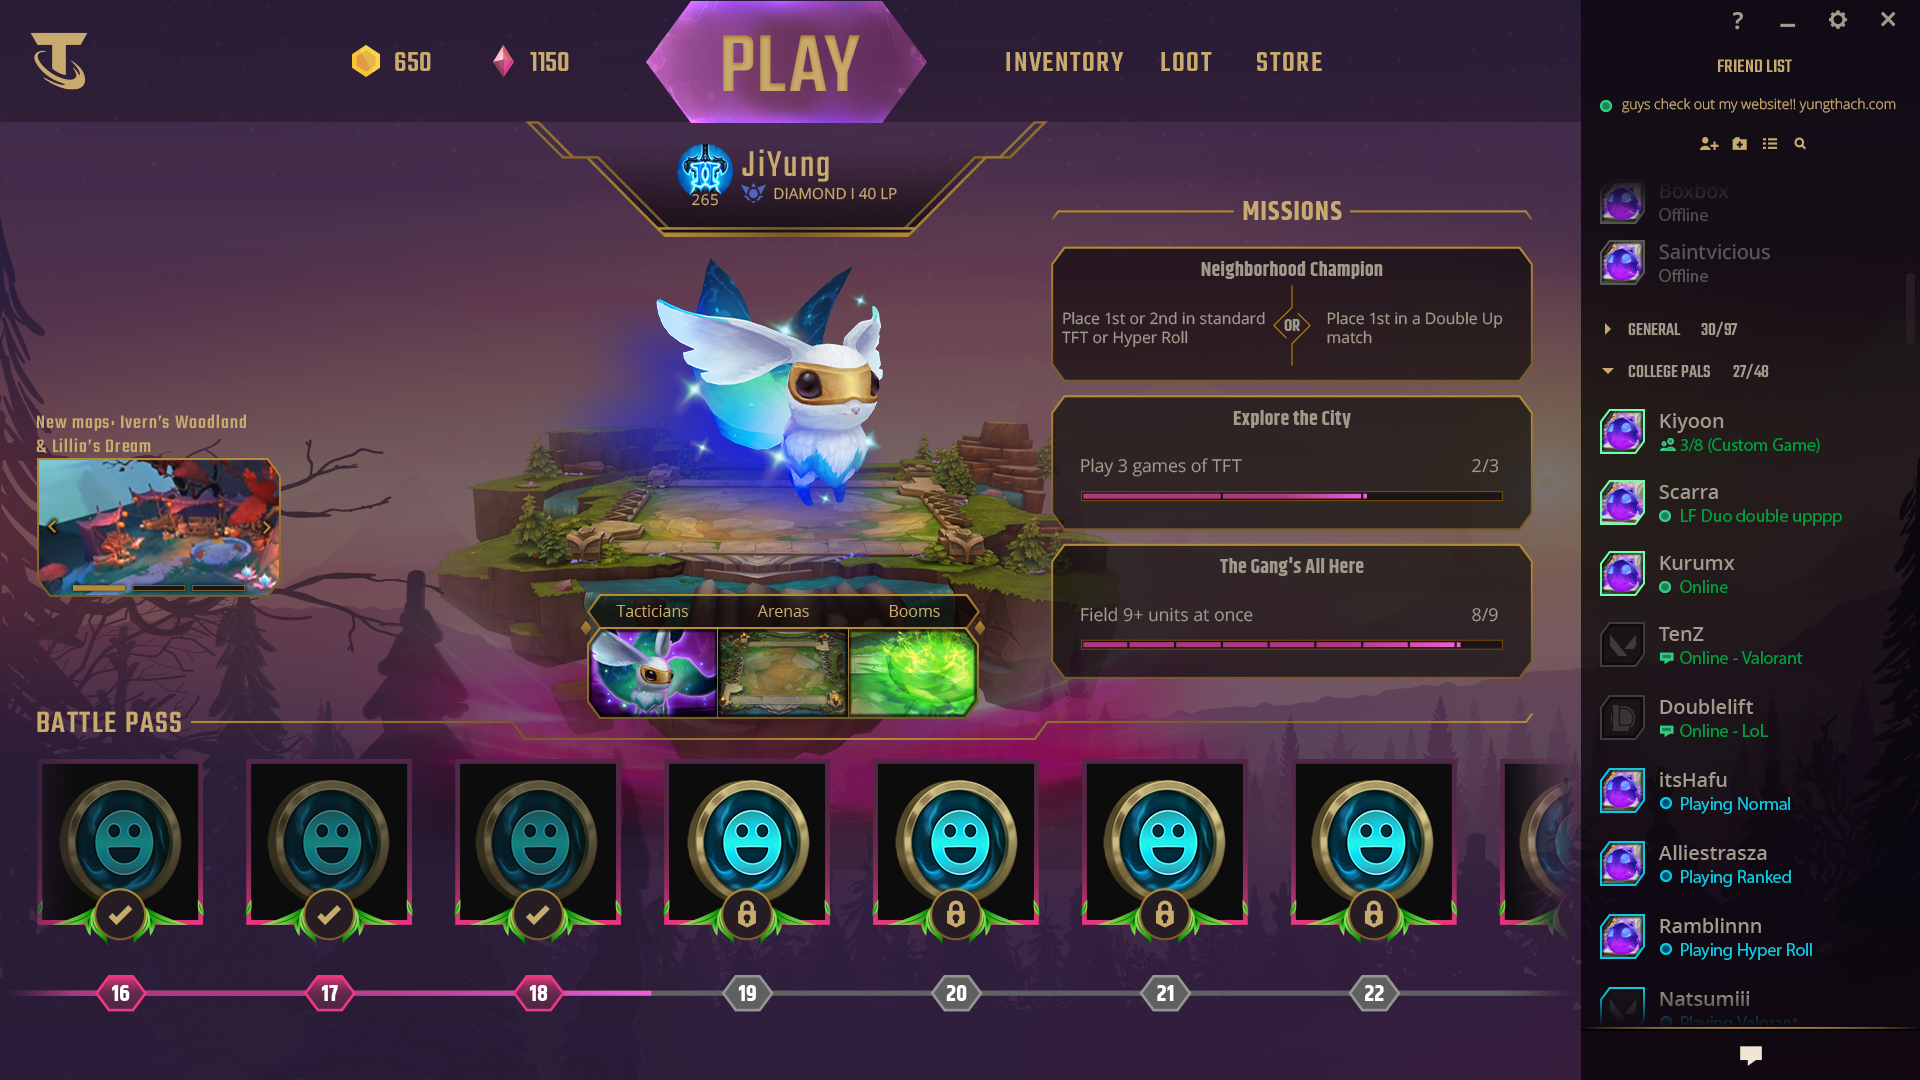 650
1150
PLAY
INVENTORY
LOOT
STORE
JiYung
265
DIAMOND I 40 LP
New maps: Ivern's Woodland
& Lillia's Dream
Tacticians
Arenas
Booms
MISSIONS
Neighborhood Champion
Place 1st or 2nd in standard
TFT or Hyper Roll
OR
Place 1st in a Double Up
match
Explore the City
Play 3 games of TFT
2/3
The Gang's All Here
Field 9+ units at once
8/9
BATTLE PASS
16
17
18
19
20
21
22
?
FRIEND LIST
guys check out my website!! yungthach.com
Boxbox
Offline
Saintvicious
Offline
GENERAL 30/97
COLLEGE PALS 27/48
Kiyoon
3/8 (Custom Game)
Scarra
LF Duo double upppp
Kurumx
Online
TenZ
Online - Valorant
Doublelift
Online - LoL
itsHafu
Playing Normal
Alliestrasza
Playing Ranked
Ramblinnn
Playing Hyper Roll
Natsumiii
Playing Valorant